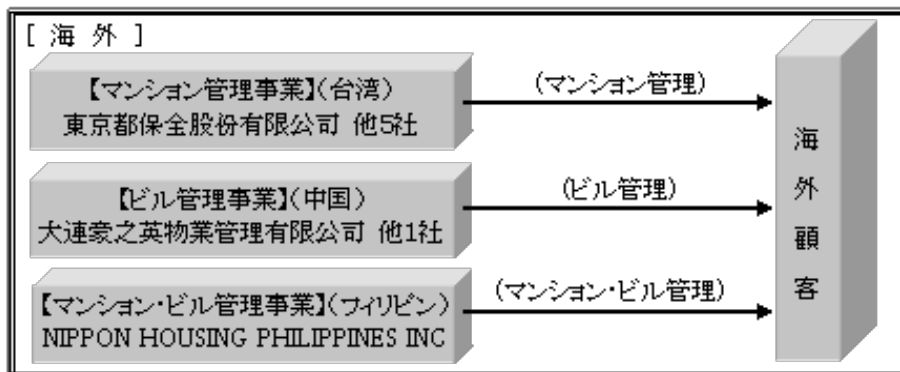 [ 海 外 ]
【マンション管理事業】(台湾)
東京都保全股份有限公司 他5社
(マンション管理)
【ビル管理事業】(中国)
大連豪之英物業管理有限公司 他1社
(ビル管理)
【マンション・ビル管理事業】(フィリピン)
NIPPON HOUSING PHILIPPINES INC
(マンション・ビル管理)
海外顧客